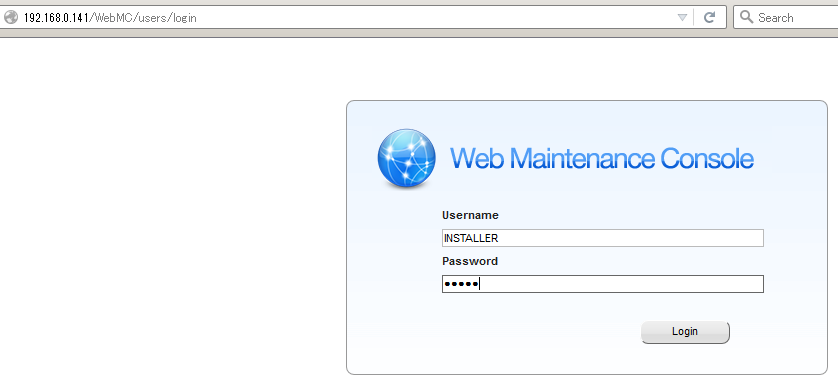 192.168.0.141/WebMC/users/login
Search
Web Maintenance Console
Username
INSTALLER
Password
•••••
Login